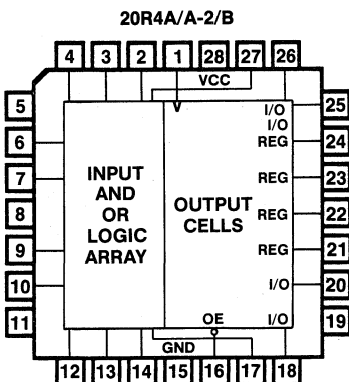 20R4A/A-2/B
4 3 2 1 28 27 26
VCC
5 V I/O 25
I/O
6 REG 24
7 INPUT AND OR LOGIC ARRAY OUTPUT CELLS REG 23
8 REG 22
9 REG 21
10 I/O 20
11 OE I/O 19
GND
12 13 14 15 16 17 18